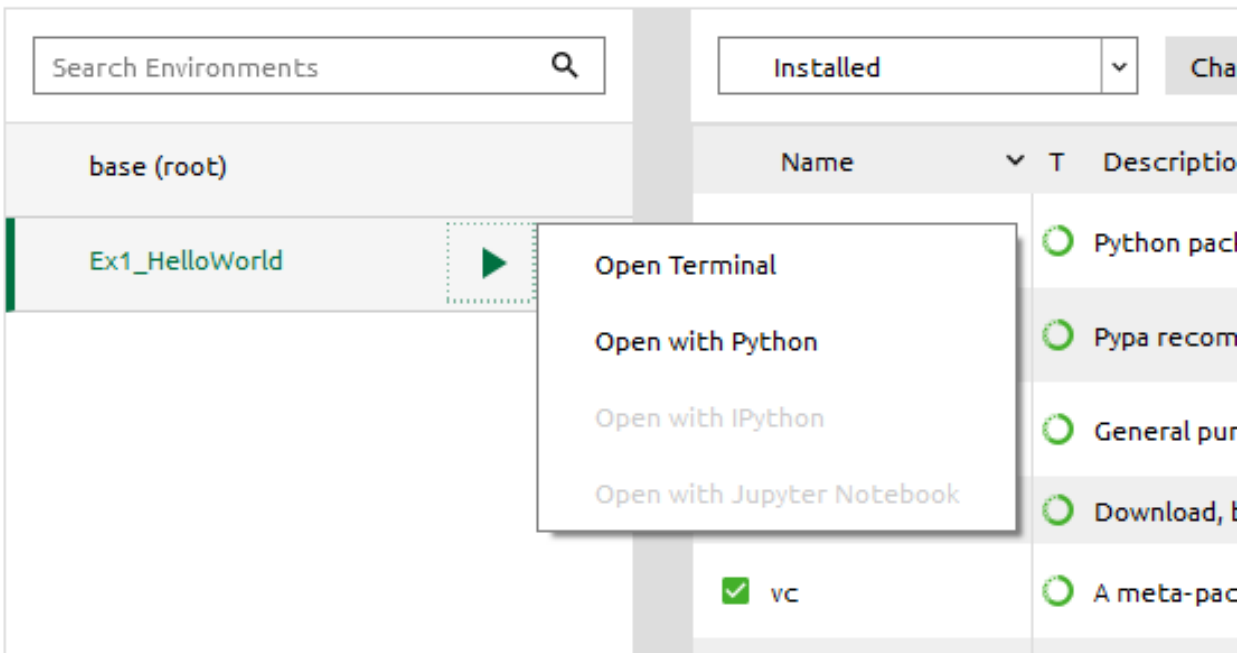 Search Environments
Installed
Cha
base (root)
Name
T
Descriptio
Ex1_HelloWorld
Open Terminal
Open with Python
Open with IPython
Open with Jupyter Notebook
Python pack
Pypa recom
General pur
Download, b
vc
A meta-pac